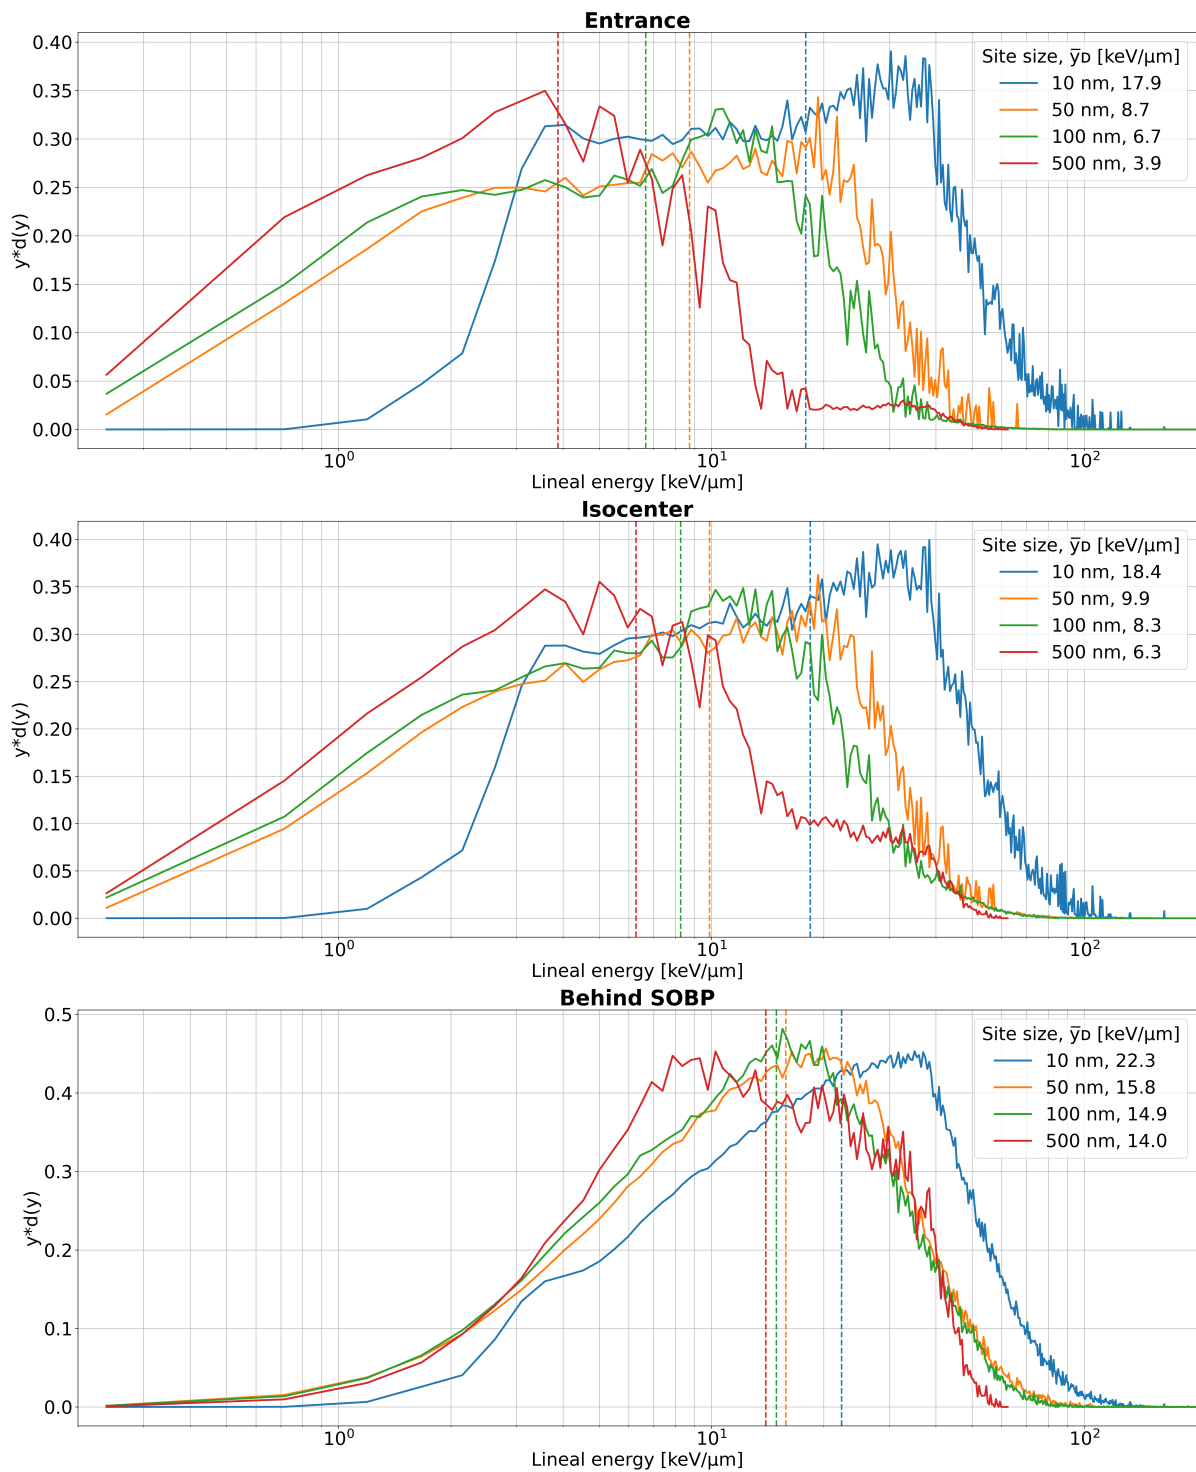 Entrance
0.40
0.35
0.30
0.25
0.20
0.15
0.10
0.05
0.00
y*d(y)
Site size, y̅ᴅ [keV/μm]
10 nm, 17.9
50 nm, 8.7
100 nm, 6.7
500 nm, 3.9
10⁰
10¹
10²
Lineal energy [keV/μm]
Isocenter
0.40
0.35
0.30
0.25
0.20
0.15
0.10
0.05
0.00
y*d(y)
Site size, y̅ᴅ [keV/μm]
10 nm, 18.4
50 nm, 9.9
100 nm, 8.3
500 nm, 6.3
10⁰
10¹
10²
Lineal energy [keV/μm]
Behind SOBP
0.5
0.4
0.3
0.2
0.1
0.0
y*d(y)
Site size, y̅ᴅ [keV/μm]
10 nm, 22.3
50 nm, 15.8
100 nm, 14.9
500 nm, 14.0
10⁰
10¹
10²
Lineal energy [keV/μm]